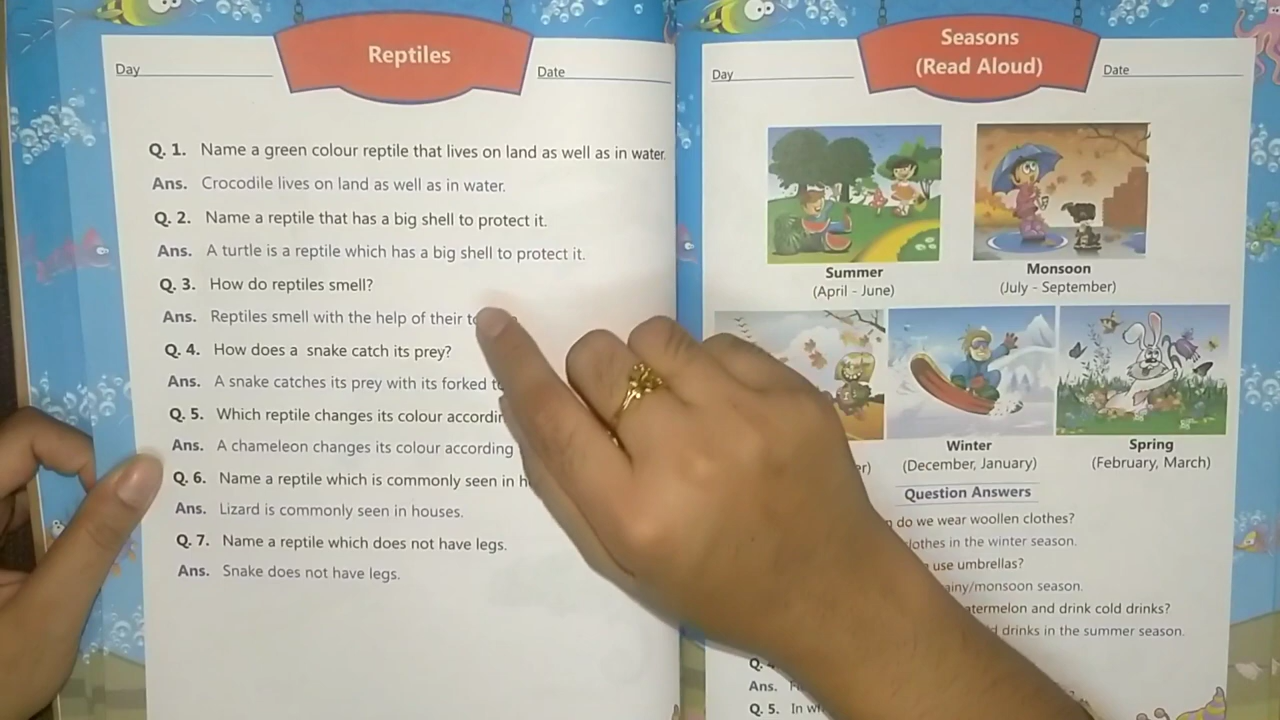 Reptiles
Day
Date
Q. 1. Name a green colour reptile that lives on land as well as in water.
Ans. Crocodile lives on land as well as in water.
Q. 2. Name a reptile that has a big shell to protect it.
Ans. A turtle is a reptile which has a big shell to protect it.
Q. 3. How do reptiles smell?
Ans. Reptiles smell with the help of their
Q. 4. How does a snake catch its prey?
Ans. A snake catches its prey with its forked
Q. 5. Which reptile changes its colour
Ans. A chameleon changes its colour according
Q. 6. Name a reptile which is commonly seen in
Ans. Lizard is commonly seen in houses.
Q. 7. Name a reptile which does not have legs.
Ans. Snake does not have legs.
Seasons
(Read Aloud)
Day
Date
Summer
(April - June)
Monsoon
(July - September)
Winter
(December, January)
Spring
(February, March)
Question Answers
do we wear woollen clothes?
in the winter season.
use umbrellas?
season.
and drink cold drinks?
drinks in the summer season.
Ans.
Q. 5. In